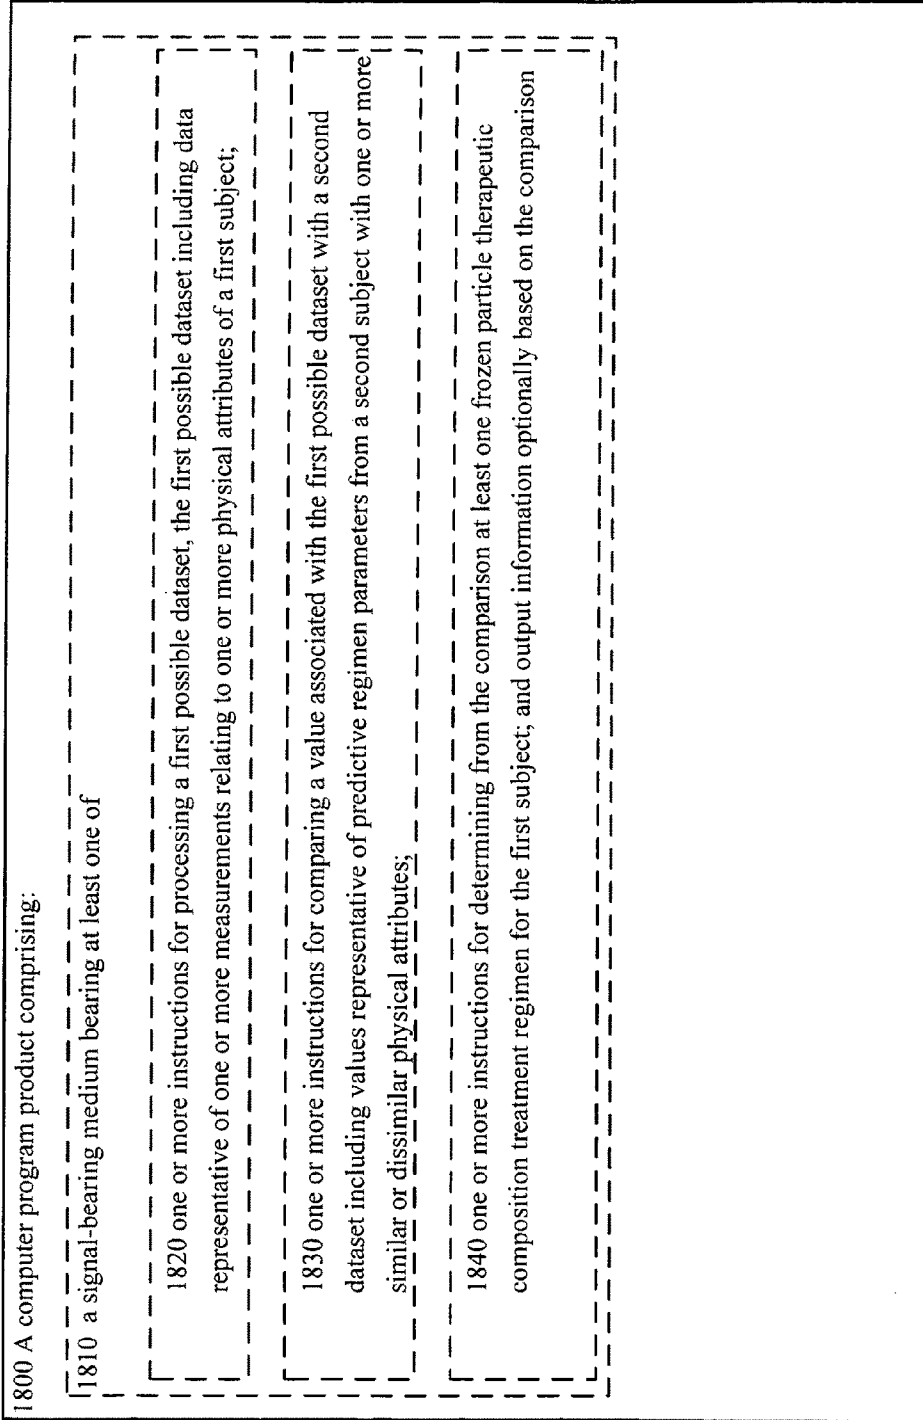 1800 A computer program product comprising:
1810 a signal-bearing medium bearing at least one of
1820 one or more instructions for processing a first possible dataset, the first possible dataset including data
representative of one or more measurements relating to one or more physical attributes of a first subject;
1830 one or more instructions for comparing a value associated with the first possible dataset with a second
dataset including values representative of predictive regimen parameters from a second subject with one or more
similar or dissimilar physical attributes;
1840 one or more instructions for determining from the comparison at least one frozen particle therapeutic
composition treatment regimen for the first subject; and output information optionally based on the comparison